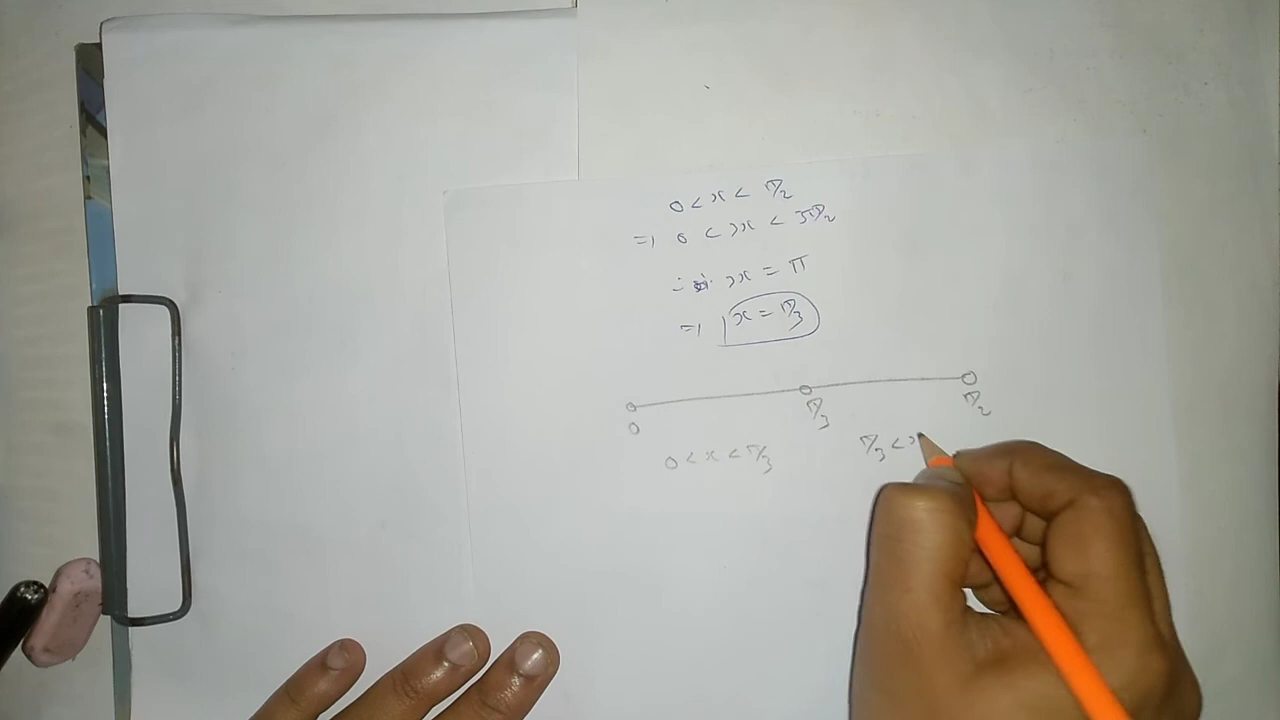 0 < x < π/2
⇒ 0 < 3x < 3π/2
∴ 3x = π
⇒ x = π/3
0 π/3 π/2
0 < x < π/3 π/3 < x